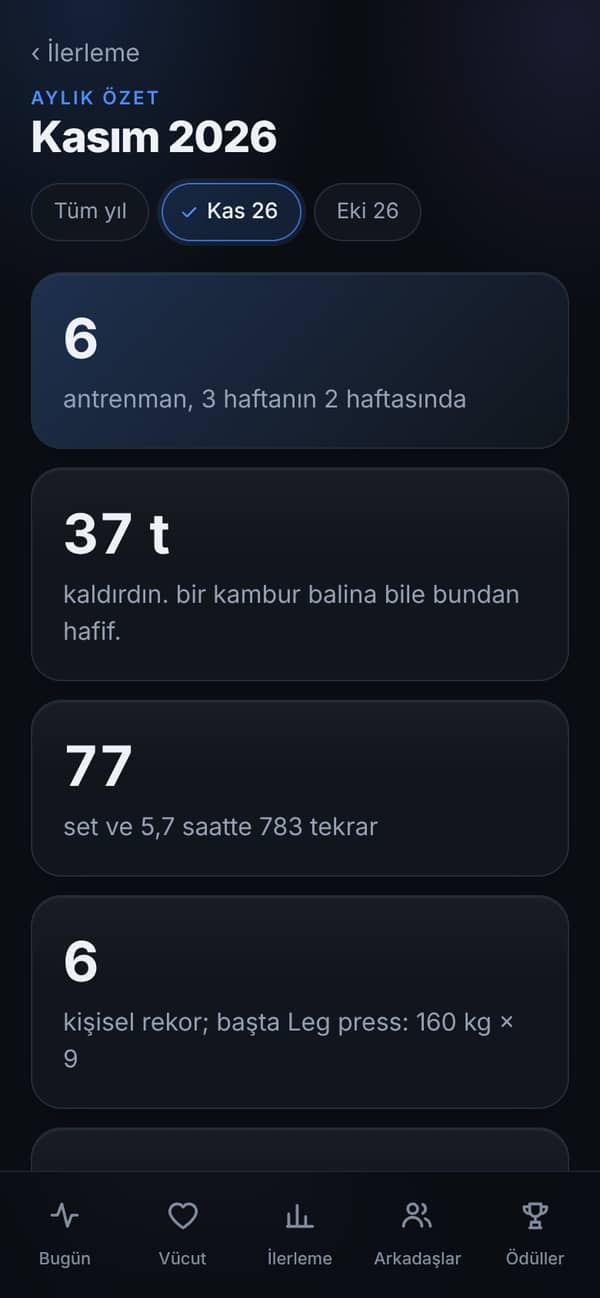 ‹ İlerleme
AYLIK ÖZET
Kasım 2026
Tüm yıl
✓ Kas 26
Eki 26
6
antrenman, 3 haftanın 2 haftasında
37 t
kaldırdın. bir kambur balina bile bundan
hafif.
77
set ve 5,7 saatte 783 tekrar
6
kişisel rekor; başta Leg press: 160 kg ×
9
Bugün
Vücut
İlerleme
Arkadaşlar
Ödüller